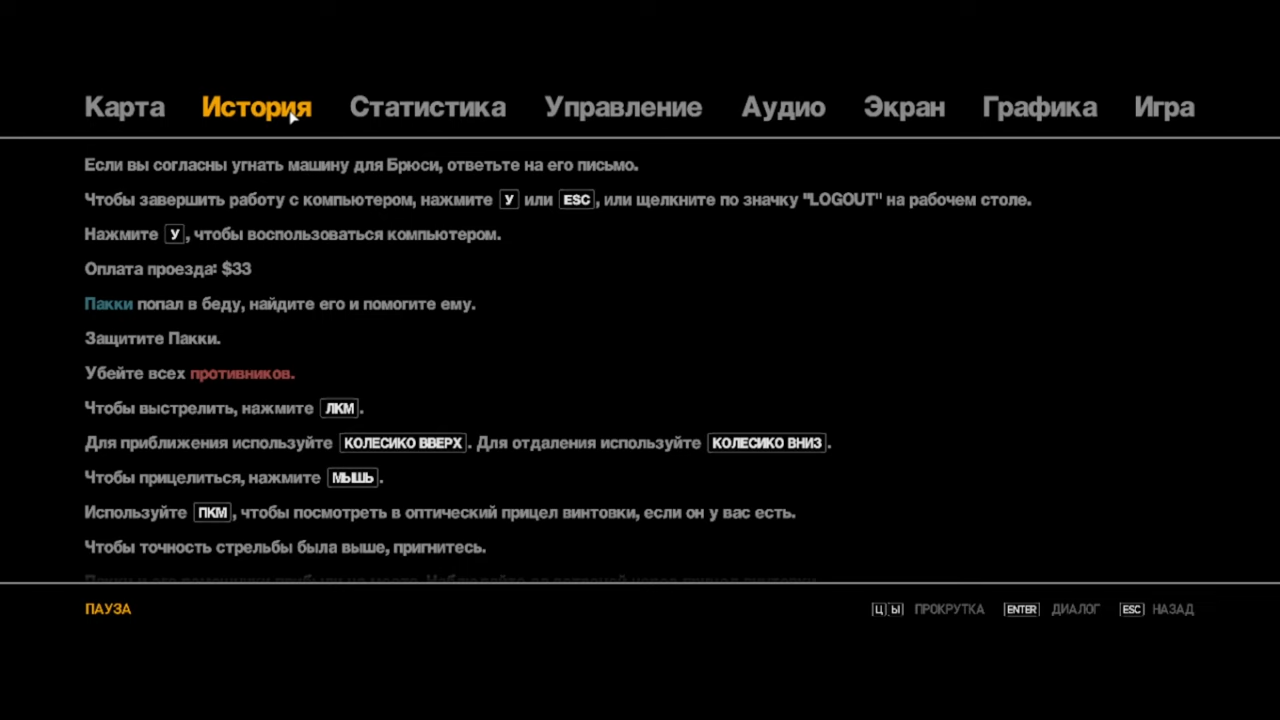 Карта История Статистика Управление Аудио Экран Графика Игра
Если вы согласны угнать машину для Брюси, ответьте на его письмо.
Чтобы завершить работу с компьютером, нажмите У или ESC, или щелкните по значку "LOGOUT" на рабочем столе.
Нажмите У, чтобы воспользоваться компьютером.
Оплата проезда: $33
Пакки попал в беду, найдите его и помогите ему.
Защитите Пакки.
Убейте всех противников.
Чтобы выстрелить, нажмите ЛКМ.
Для приближения используйте КОЛЕСИКО ВВЕРХ. Для отдаления используйте КОЛЕСИКО ВНИЗ.
Чтобы прицелиться, нажмите МЫШЬ.
Используйте ПКМ, чтобы посмотреть в оптический прицел винтовки, если он у вас есть.
Чтобы точность стрельбы была выше, пригнитесь.
ПАУЗА Ц Ы ПРОКРУТКА ENTER ДИАЛОГ ESC НАЗАД